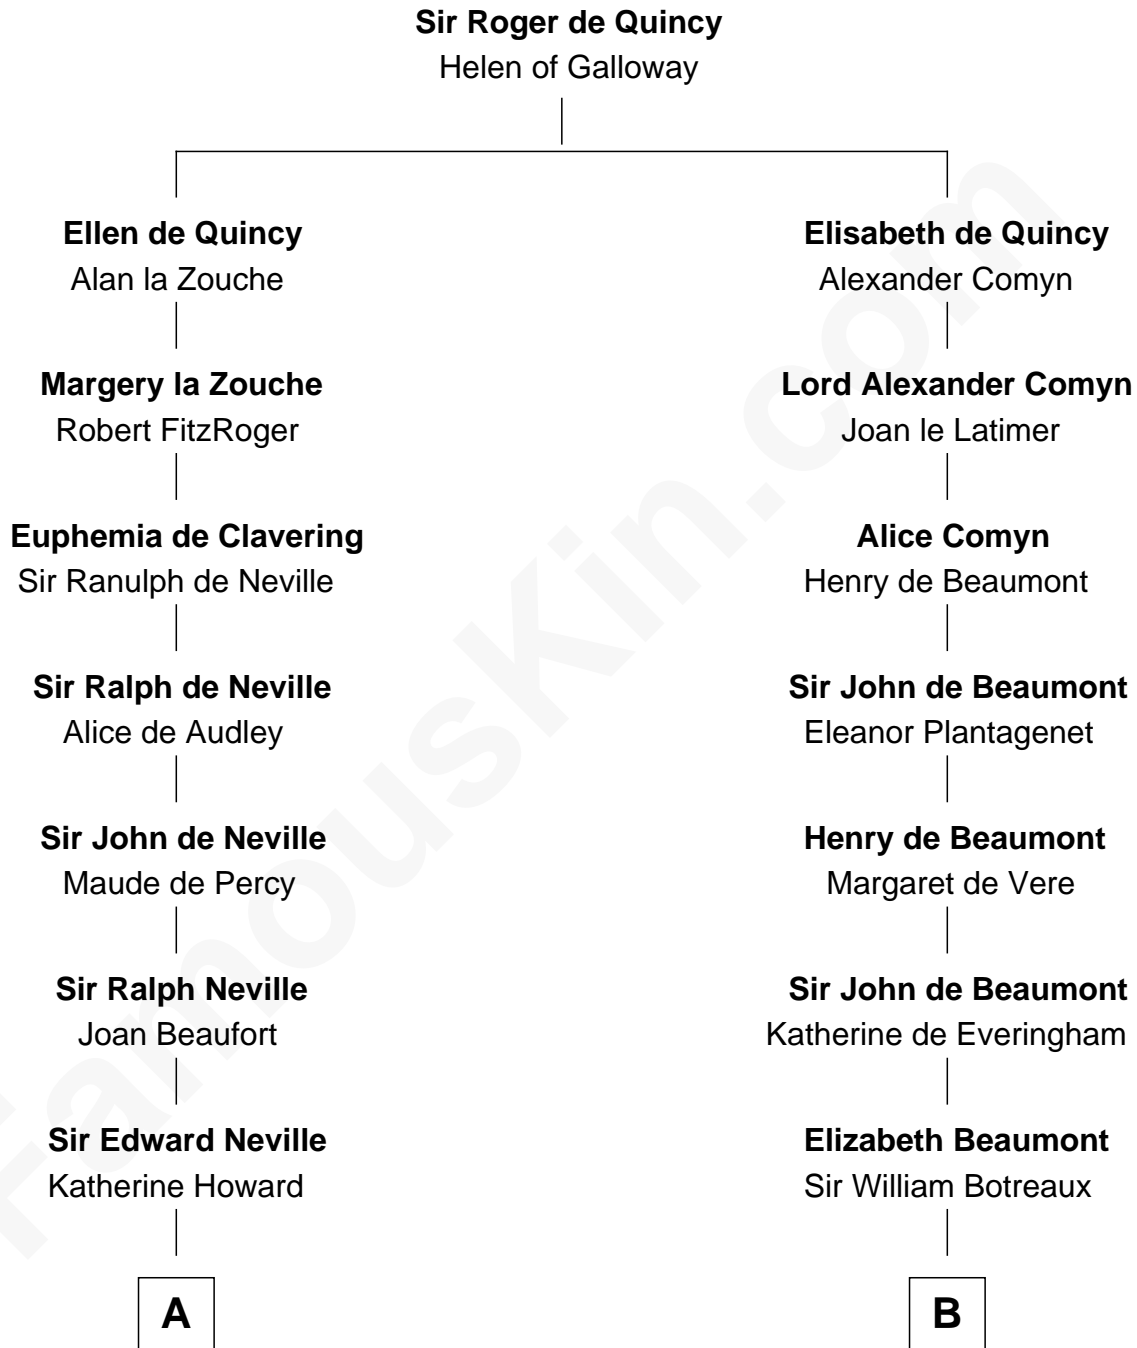 Sir Roger de Quincy
Helen of Galloway
Ellen de Quincy
Alan la Zouche
Elisabeth de Quincy
Alexander Comyn
Margery la Zouche
Robert FitzRoger
Lord Alexander Comyn
Joan le Latimer
Euphemia de Clavering
Sir Ranulph de Neville
Alice Comyn
Henry de Beaumont
Sir Ralph de Neville
Alice de Audley
Sir John de Beaumont
Eleanor Plantagenet
Sir John de Neville
Maude de Percy
Henry de Beaumont
Margaret de Vere
Sir Ralph Neville
Joan Beaufort
Sir John de Beaumont
Katherine de Everingham
Sir Edward Neville
Katherine Howard
Elizabeth Beaumont
Sir William Botreaux
A
B
FamousKin.com